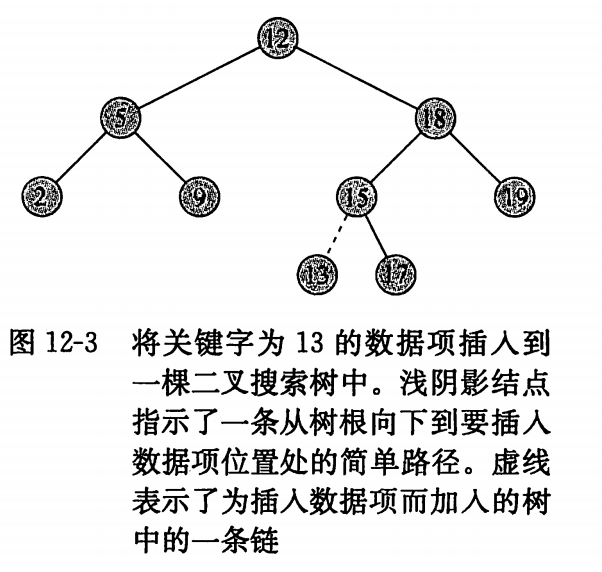 12
5 18
2 9 15 19
13 17
图 12-3 将关键字为 13 的数据项插入到
一棵二叉搜索树中。浅阴影结点
指示了一条从树根向下到要插入
数据项位置处的简单路径。虚线
表示了为插入数据项而加入的树
中的一条链